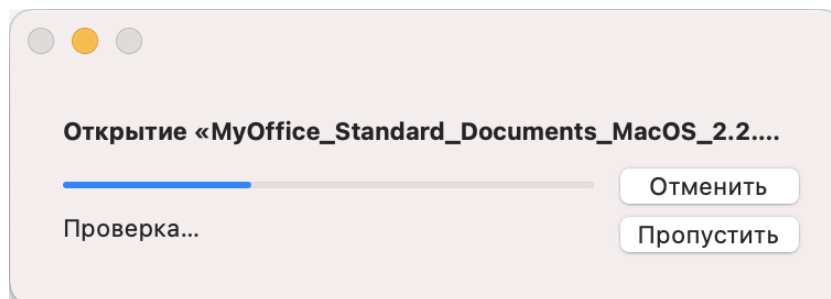 Открытие «MyOffice_Standard_Documents_MacOS_2.2....
Отменить
Проверка...
Пропустить